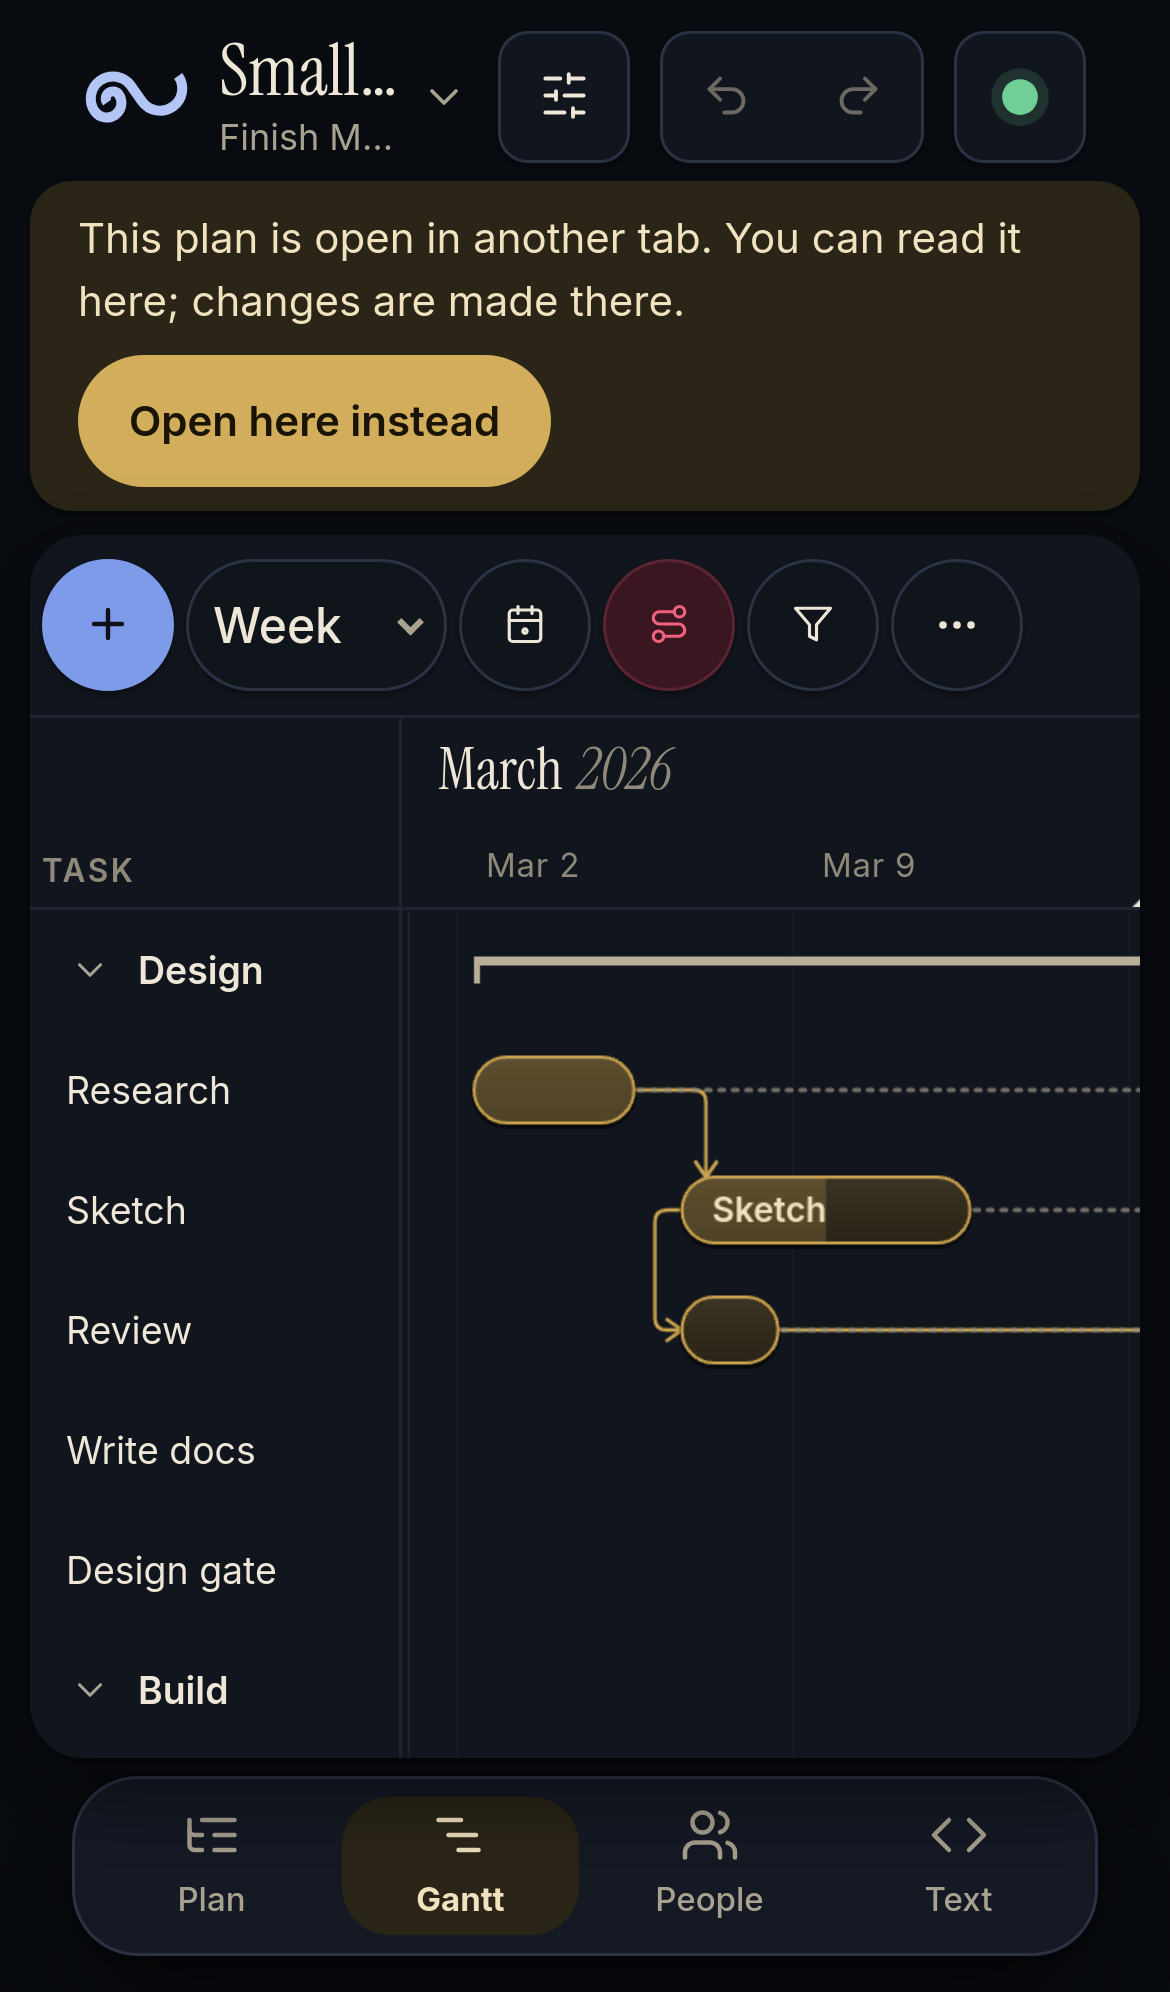 Small...
Finish M...
This plan is open in another tab. You can read it
here; changes are made there.
Open here instead
Week
March 2026
TASK
Mar 2
Mar 9
Design
Research
Sketch
Sketch
Review
Write docs
Design gate
Build
Plan
Gantt
People
Text